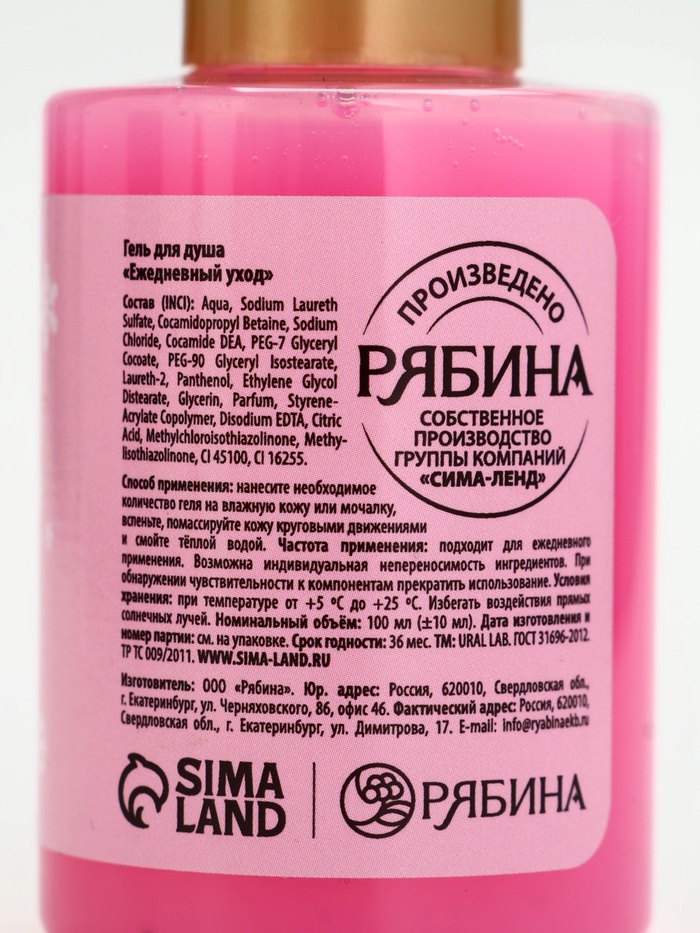 Гель для душа
«Ежедневный уход»
Состав (INCI): Aqua, Sodium Laureth
Sulfate, Cocamidopropyl Betaine, Sodium
Chloride, Cocamide DEA, PEG-7 Glyceryl
Cocoate, PEG-90 Glyceryl Isostearate,
Laureth-2, Panthenol, Ethylene Glycol
Distearate, Glycerin, Parfum, Styrene-
Acrylate Copolymer, Disodium EDTA, Citric
Acid, Methylchloroisothiazolinone, Methy-
lisothiazolinone, CI 45100, CI 16255.
ПРОИЗВЕДЕНО
РЯБИНА
СОБСТВЕННОЕ
ПРОИЗВОДСТВО
ГРУППЫ КОМПАНИЙ
«СИМА-ЛЕНД»
Способ применения: нанесите необходимое
количество геля на влажную кожу или мочалку,
вспеньте, помассируйте кожу круговыми движениями
и смойте тёплой водой. Частота применения: подходит для ежедневного
применения. Возможна индивидуальная непереносимость ингредиентов. При
обнаружении чувствительности к компонентам прекратить использование. Условия
хранения: при температуре от +5 °C до +25 °C. Избегать воздействия прямых
солнечных лучей. Номинальный объём: 100 мл (±10 мл). Дата изготовления и
номер партии: см. на упаковке. Срок годности: 36 мес. ТМ: URAL LAB. ГОСТ 31696-2012.
ТР ТС 009/2011. WWW.SIMA-LAND.RU
Изготовитель: ООО «Рябина». Юр. адрес: Россия, 620010, Свердловская обл.,
г. Екатеринбург, ул. Черняховского, 86, офис 46. Фактический адрес: Россия, 620010,
Свердловская обл., г. Екатеринбург, ул. Димитрова, 17. E-mail: info@ryabinaekb.ru
SIMA
LAND
РЯБИНА